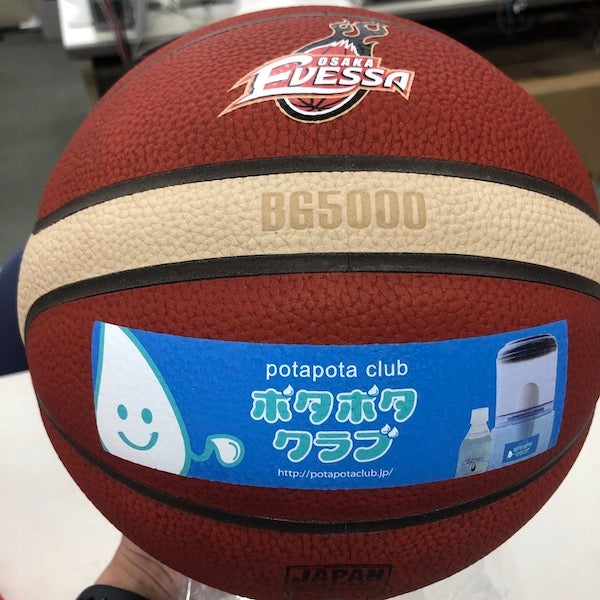 OSAKA
EVESSA
BG5000
potapota club
ポタポタ
クラブ
http://potapotaclub.jp/
JAPAN